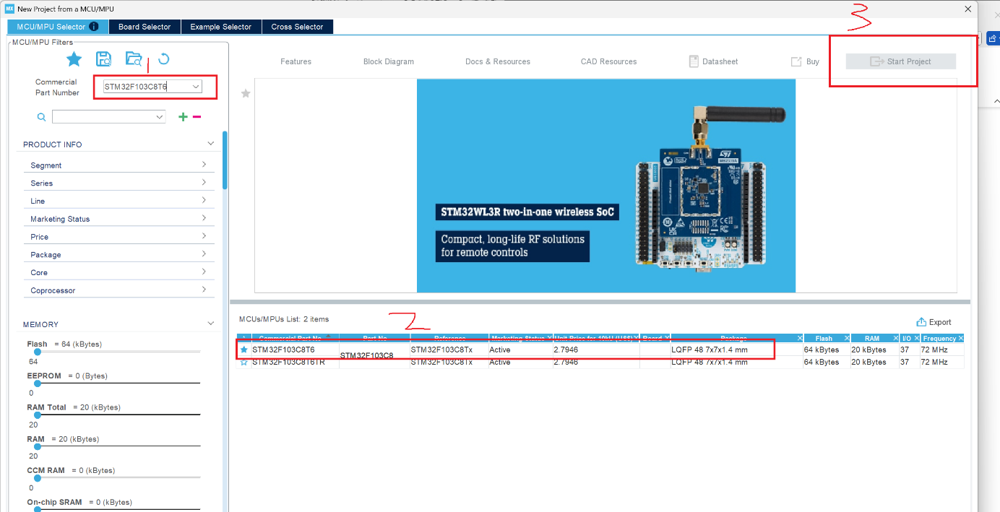 New Project from a MCU/MPU
3
MCU/MPU Selector
Board Selector
Example Selector
Cross Selector
MCU/MPU Filters
1
Commercial
Part Number
STM32F103C8T6
Features
Block Diagram
Docs & Resources
CAD Resources
Datasheet
Buy
Start Project
PRODUCT INFO
Segment
Series
Line
Marketing Status
Price
Package
Core
Coprocessor
STM32WL3R two-in-one wireless SoC
Compact, long-life RF solutions
for remote controls
MEMORY
Flash = 64 (kBytes)
64
EEPROM = 0 (Bytes)
0
RAM Total = 20 (kBytes)
20
RAM = 20 (kBytes)
20
CCM RAM = 0 (kBytes)
0
On-chip SRAM = 0 (kBytes)
MCUs/MPUs List: 2 items
2
Export
* Commercial Part No Part No Reference Marketing Status Unit Price for 10kU (US$) Board Package Flash RAM I/O Frequency
STM32F103C8T6 STM32F103C8 STM32F103C8Tx Active 2.7946 LQFP 48 7x7x1.4 mm 64 kBytes 20 kBytes 37 72 MHz
STM32F103C8T6TR STM32F103C8Tx Active 2.7946 LQFP 48 7x7x1.4 mm 64 kBytes 20 kBytes 37 72 MHz